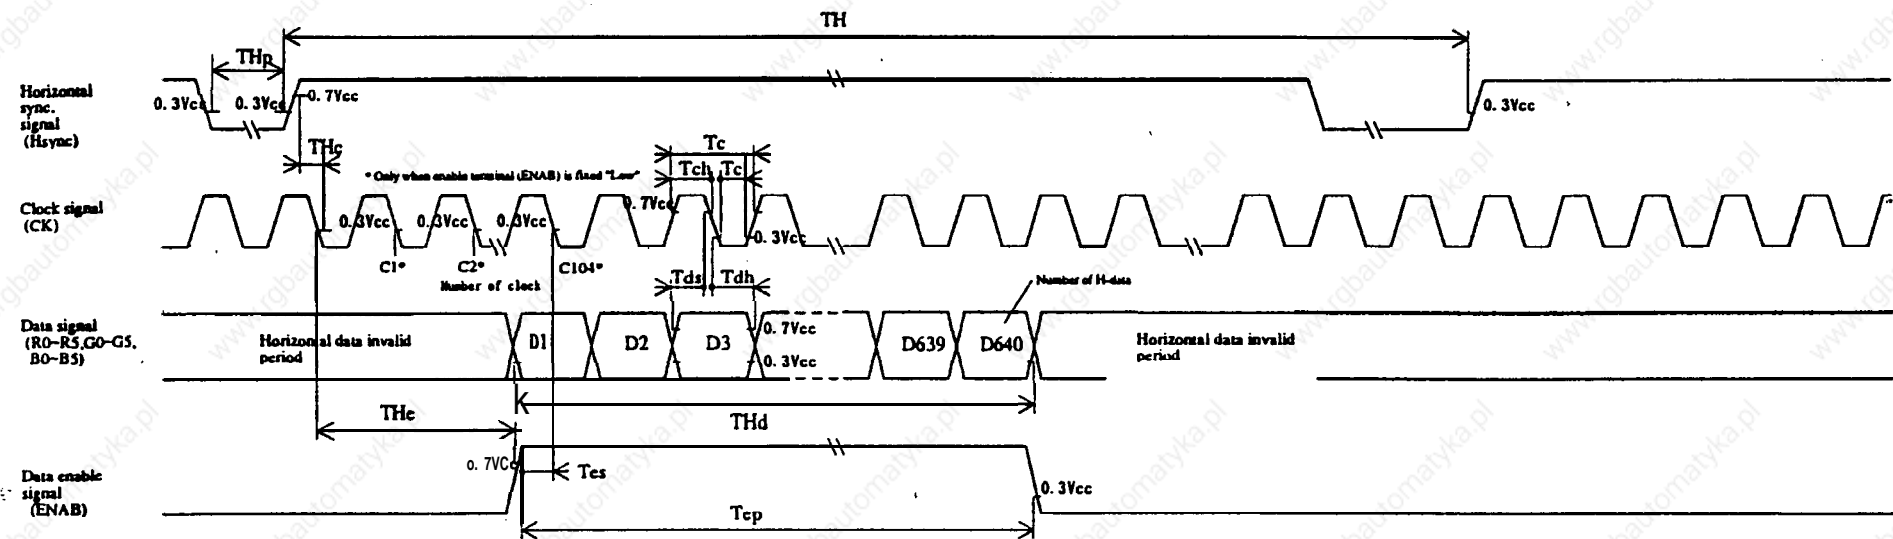 TH
THp
Horizontal
sync.
signal
(Hsync)
0.3Vcc
0.3Vcc
0.7Vcc
0.3Vcc
THc
Tc
* Only when enable terminal (ENAB) is fixed "Low"
Tch
Tc
Clock signal
(CK)
0.3Vcc
0.3Vcc
0.3Vcc
0.7Vcc
0.3Vcc
C1*
C2*
C104*
Number of clock
Tds
Tdh
Number of H-data
Data signal
(R0~R5,G0~G5,
B0~B5)
Horizontal data invalid
period
D1
D2
D3
0.7Vcc
0.3Vcc
D639
D640
Horizontal data invalid
period
THe
THd
0.7VC
Tes
Data enable
signal
(ENAB)
0.3Vcc
Tep
www.rgbautomatyka.pl